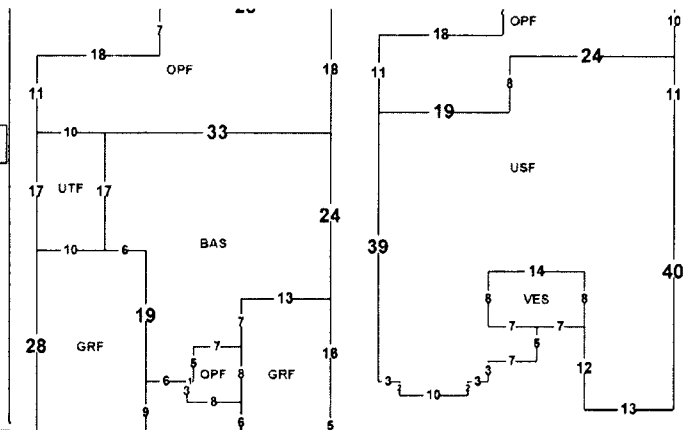 7 OPF 10
7 18
18 OPF 18 11 24
11 8 11
19
10 33
17 UTF 17 USF
24
10 6 BAS 39
14 40
13 8 VES 8
19 7 7 7
28 GRF 7 5
5 7 12
6 1 OPF 8 GRF 18 3 3 3
3 8 2 10 2
9 6 5 13